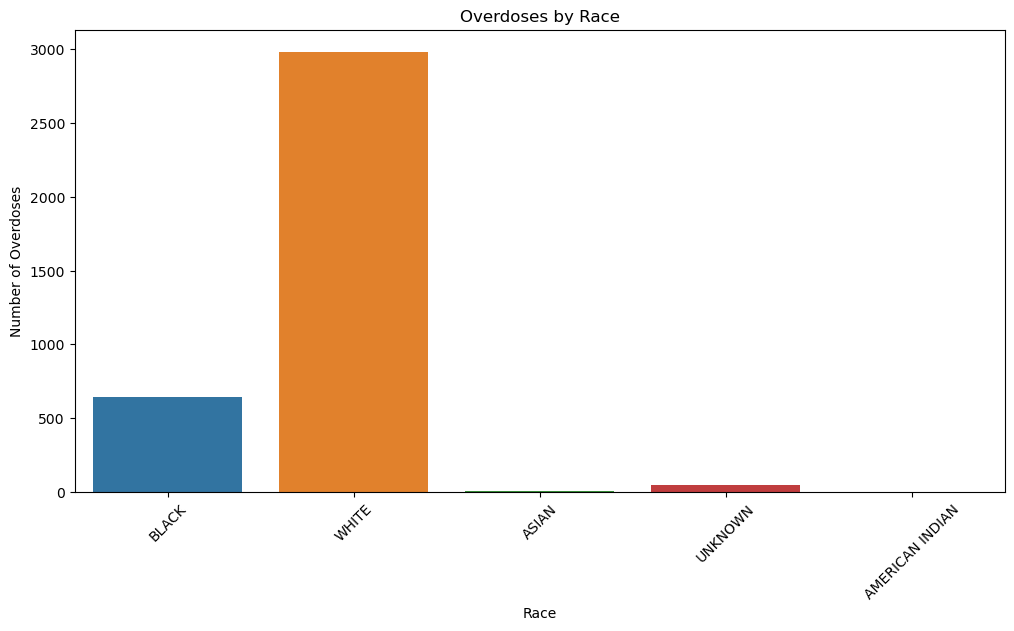 Overdoses by Race
Number of Overdoses
3000
2500
2000
1500
1000
500
0
BLACK
WHITE
ASIAN
UNKNOWN
AMERICAN INDIAN
Race